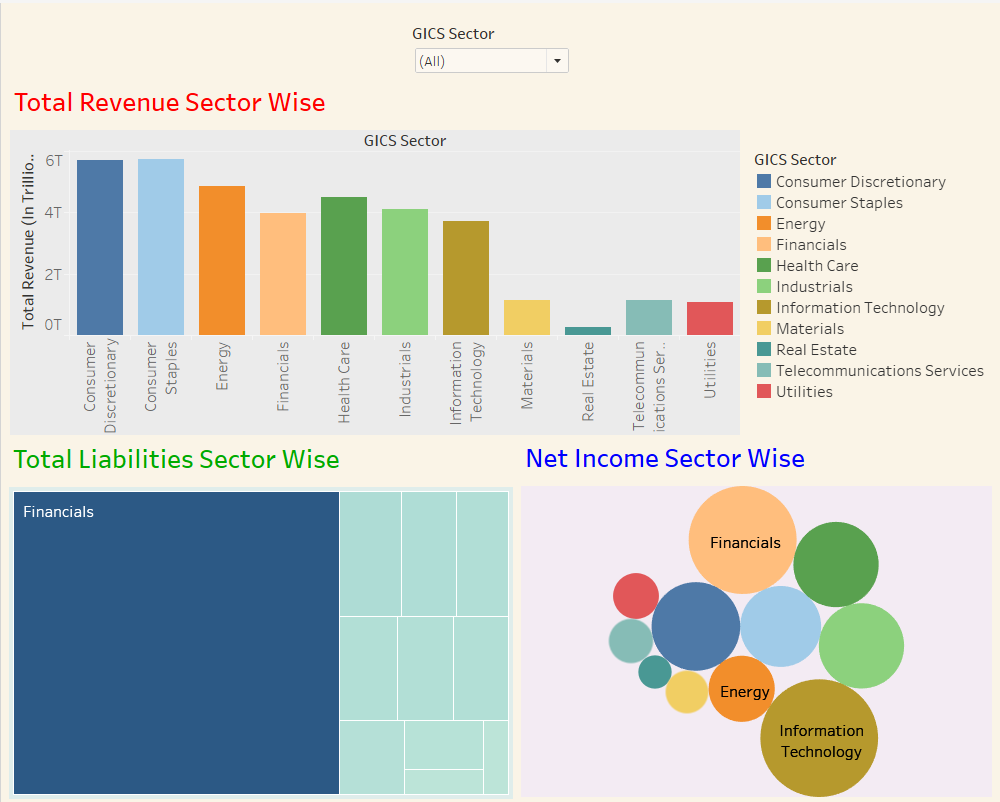 GICS Sector
(All)
Total Revenue Sector Wise
GICS Sector
Total Revenue (In Trillio..
6T
4T
2T
0T
Consumer
Discretionary
Consumer
Staples
Energy
Financials
Health Care
Industrials
Information
Technology
Materials
Real Estate
Telecommun
ications Ser..
Utilities
GICS Sector
Consumer Discretionary
Consumer Staples
Energy
Financials
Health Care
Industrials
Information Technology
Materials
Real Estate
Telecommunications Services
Utilities
Total Liabilities Sector Wise
Financials
Net Income Sector Wise
Financials
Energy
Information
Technology